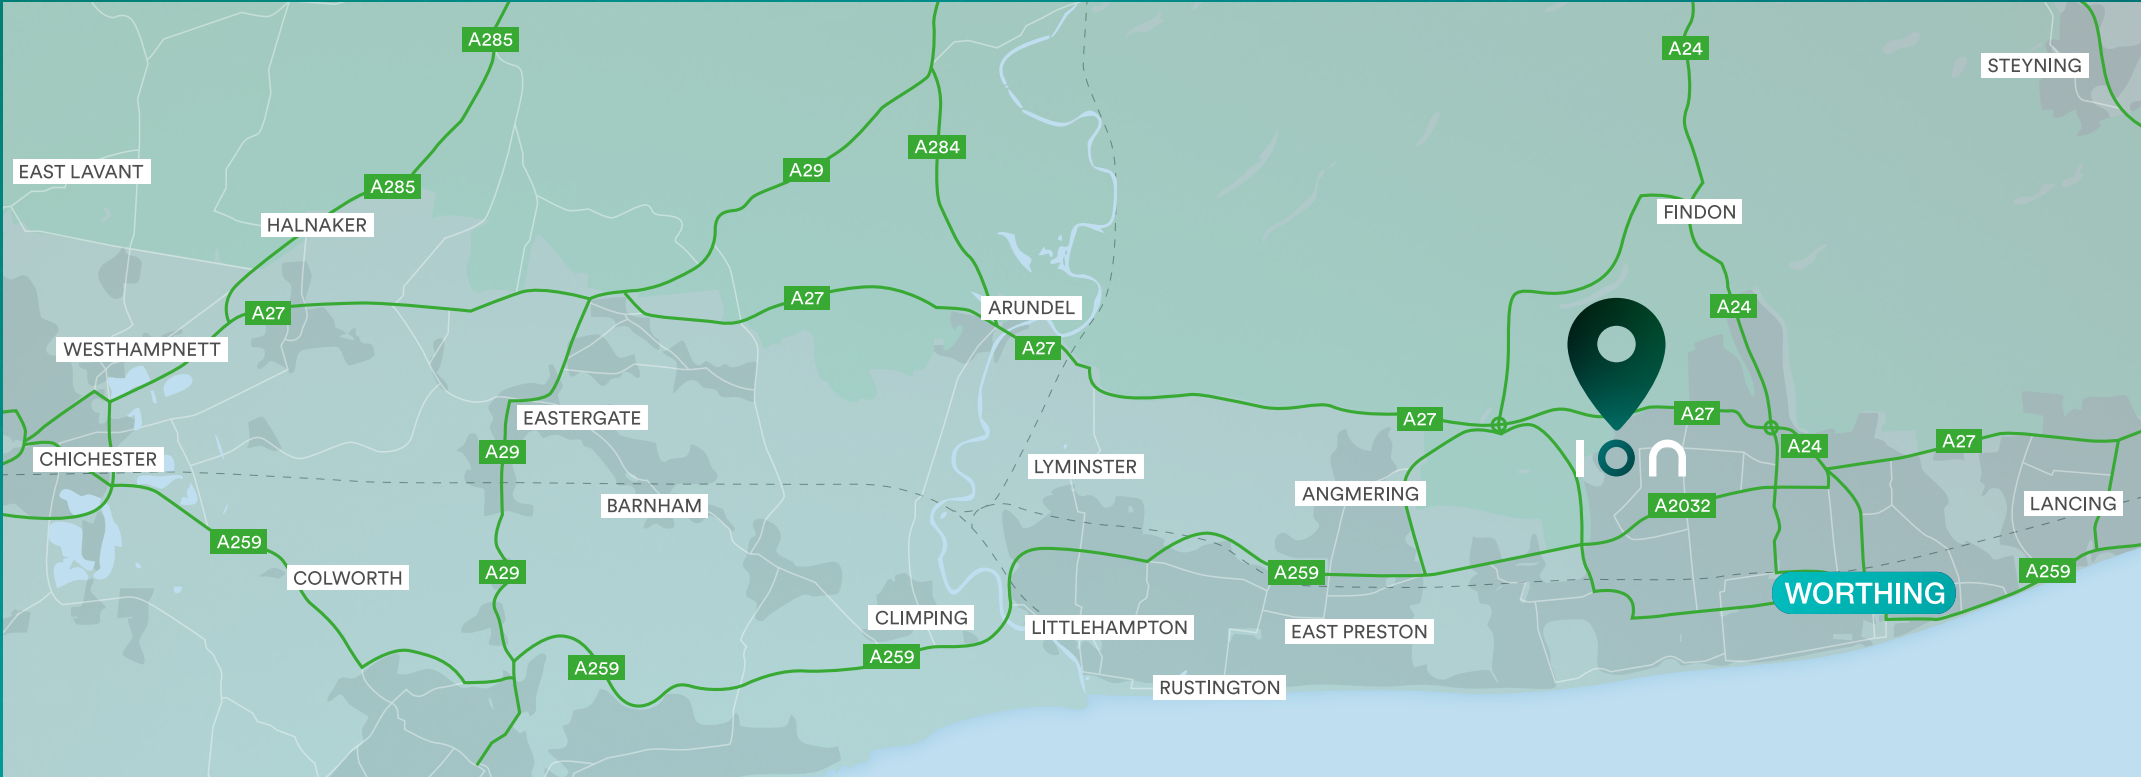 A285
A24
STEYNING
A284
A29
EAST LAVANT
A285
HALNAKER
FINDON
A27
A27
ARUNDEL
A24
WESTHAMPNETT
A27
EASTERGATE
A27
A27
A24
A27
A29
CHICHESTER
LYMINSTER
Ion
ANGMERING
BARNHAM
A2032
LANCING
A259
COLWORTH
A29
A259
A259
WORTHING
CLIMPING
LITTLEHAMPTON
EAST PRESTON
A259
A259
RUSTINGTON